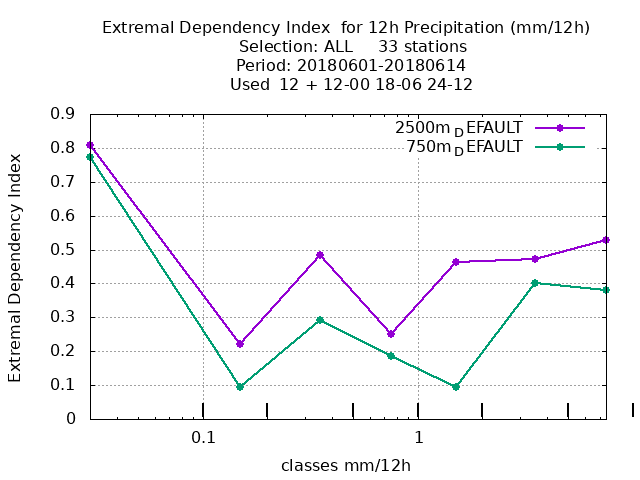 Extremal Dependency Index  for 12h Precipitation (mm/12h)
Selection: ALL     33 stations
Period: 20180601-20180614
Used  12 + 12-00 18-06 24-12
0.9
0.8
0.7
0.6
0.5
0.4
0.3
0.2
0.1
0
Extremal Dependency Index
2500m_DEFAULT
750m_DEFAULT
0.1
1
classes mm/12h